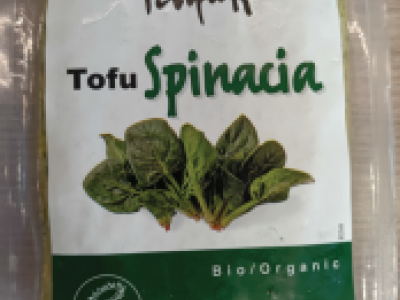 Tofu Spinacia
Bio/Organic